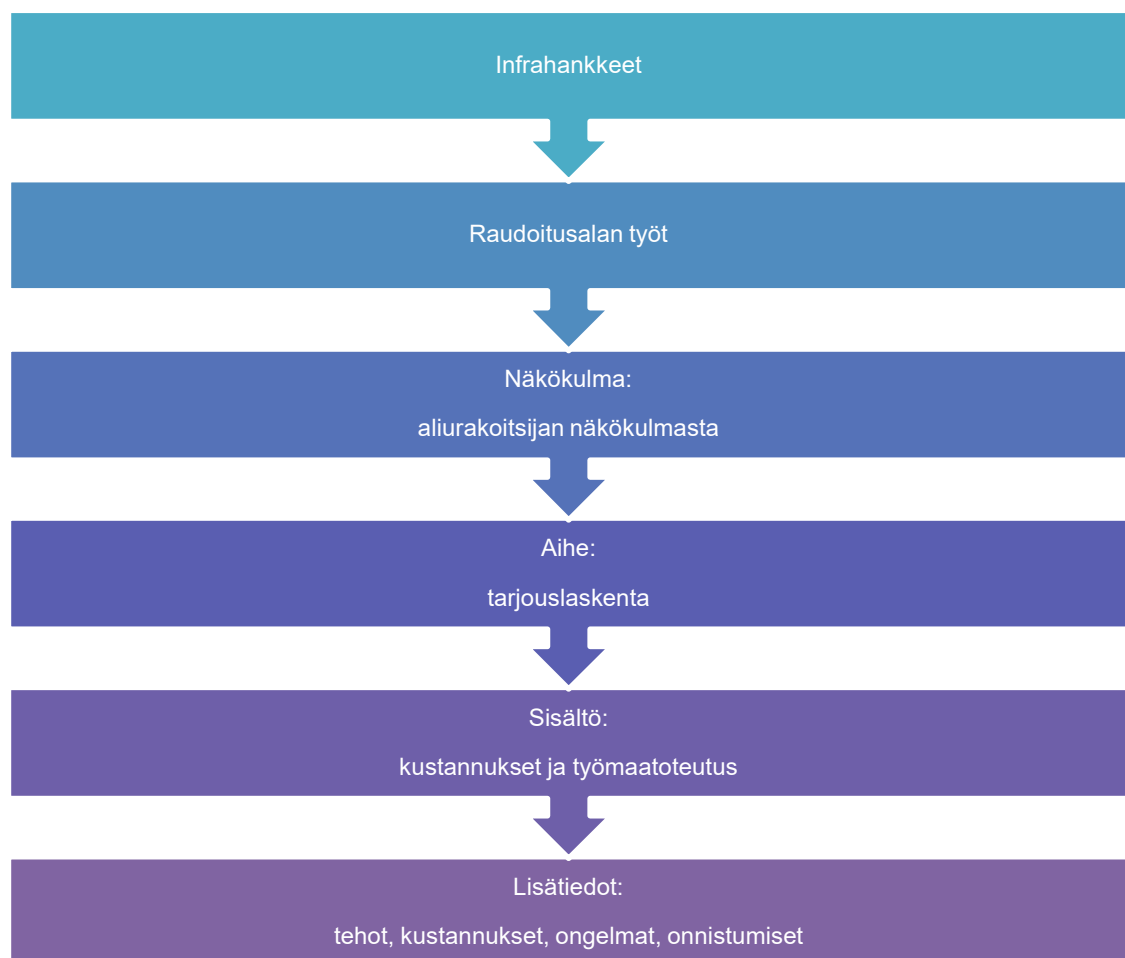 Infrahankkeet
Raudoitusalan työt
Näkökulma:
aliurakoitsijan näkökulmasta
Aihe:
tarjouslaskenta
Sisältö:
kustannukset ja työmaatoteutus
Lisätiedot:
tehot, kustannukset, ongelmat, onnistumiset